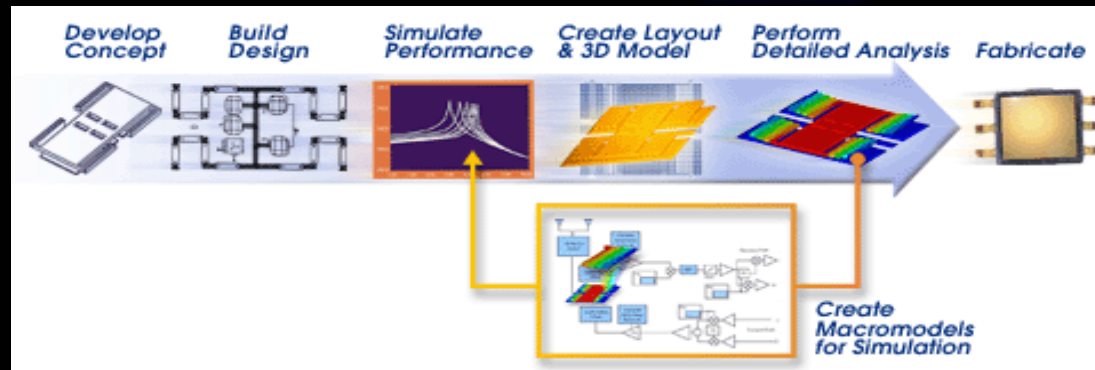 Develop
Concept
Build
Design
Simulate
Performance
Create Layout
& 3D Model
Perform
Detailed Analysis
Fabricate
Create
Macromodels
for Simulation